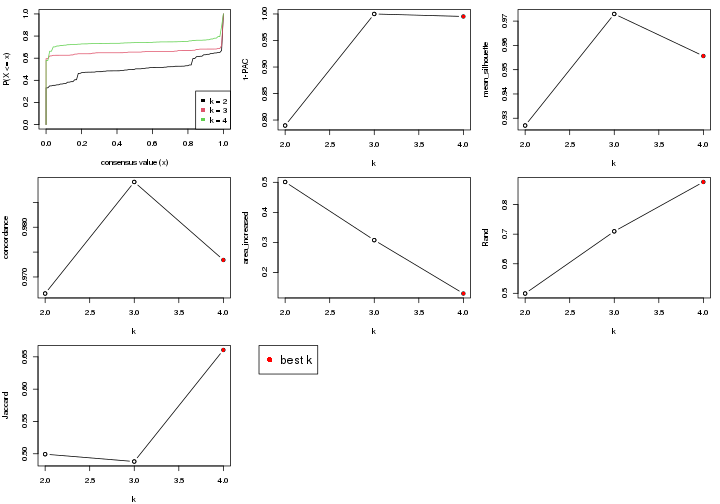 P(X <= x)
0.0 0.2 0.4 0.6 0.8 1.0
k = 2
k = 3
k = 4
0.0 0.2 0.4 0.6 0.8 1.0
consensus value (x)
1-PAC
0.80 0.85 0.90 0.95 1.00
2.0 2.5 3.0 3.5 4.0
k
mean_silhouette
0.93 0.94 0.95 0.96 0.97
2.0 2.5 3.0 3.5 4.0
k
concordance
0.970 0.980
2.0 2.5 3.0 3.5 4.0
k
area_increased
0.2 0.3 0.4 0.5
2.0 2.5 3.0 3.5 4.0
k
Rand
0.5 0.6 0.7 0.8
2.0 2.5 3.0 3.5 4.0
k
Jaccard
0.50 0.55 0.60 0.65
2.0 2.5 3.0 3.5 4.0
k
best k